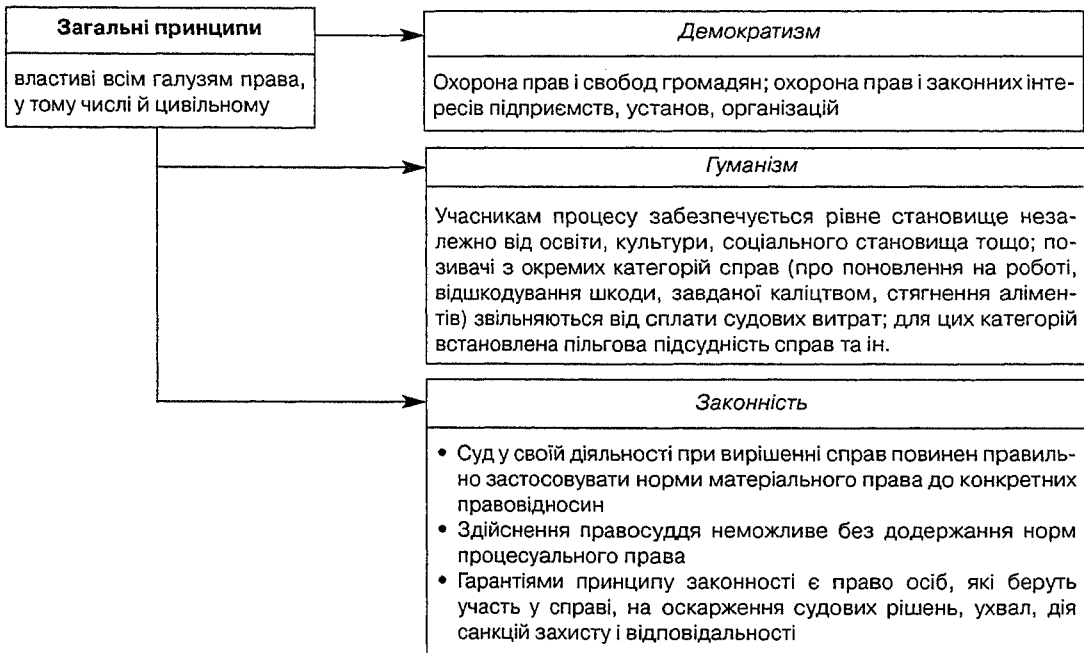 Загальні принципи
властиві всім галузям права,
у тому числі й цивільному
Демократизм
Охорона прав і свобод громадян; охорона прав і законних інте-
ресів підприємств, установ, організацій
Гуманізм
Учасникам процесу забезпечується рівне становище неза-
лежно від освіти, культури, соціального становища тощо; по-
зивачі з окремих категорій справ (про поновлення на роботі,
відшкодування шкоди, завданої каліцтвом, стягнення алімен-
тів) звільняються від сплати судових витрат; для цих категорій
встановлена пільгова підсудність справ та ін.
Законність
• Суд у своїй діяльності при вирішенні справ повинен правиль-
но застосовувати норми матеріального права до конкретних
правовідносин
• Здійснення правосуддя неможливе без додержання норм
процесуального права
• Гарантіями принципу законності є право осіб, які беруть
участь у справі, на оскарження судових рішень, ухвал, дія
санкцій захисту і відповідальності